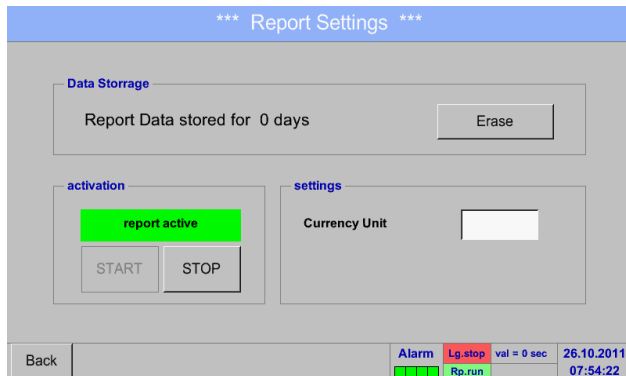 *** Report Settings ***
Data Storrage
Report Data stored for 0 days
Erase
activation
settings
report active
Currency Unit
START
STOP
Back
Alarm
Lg.stop
val = 0 sec
26.10.2011
Rp.run
07:54:22